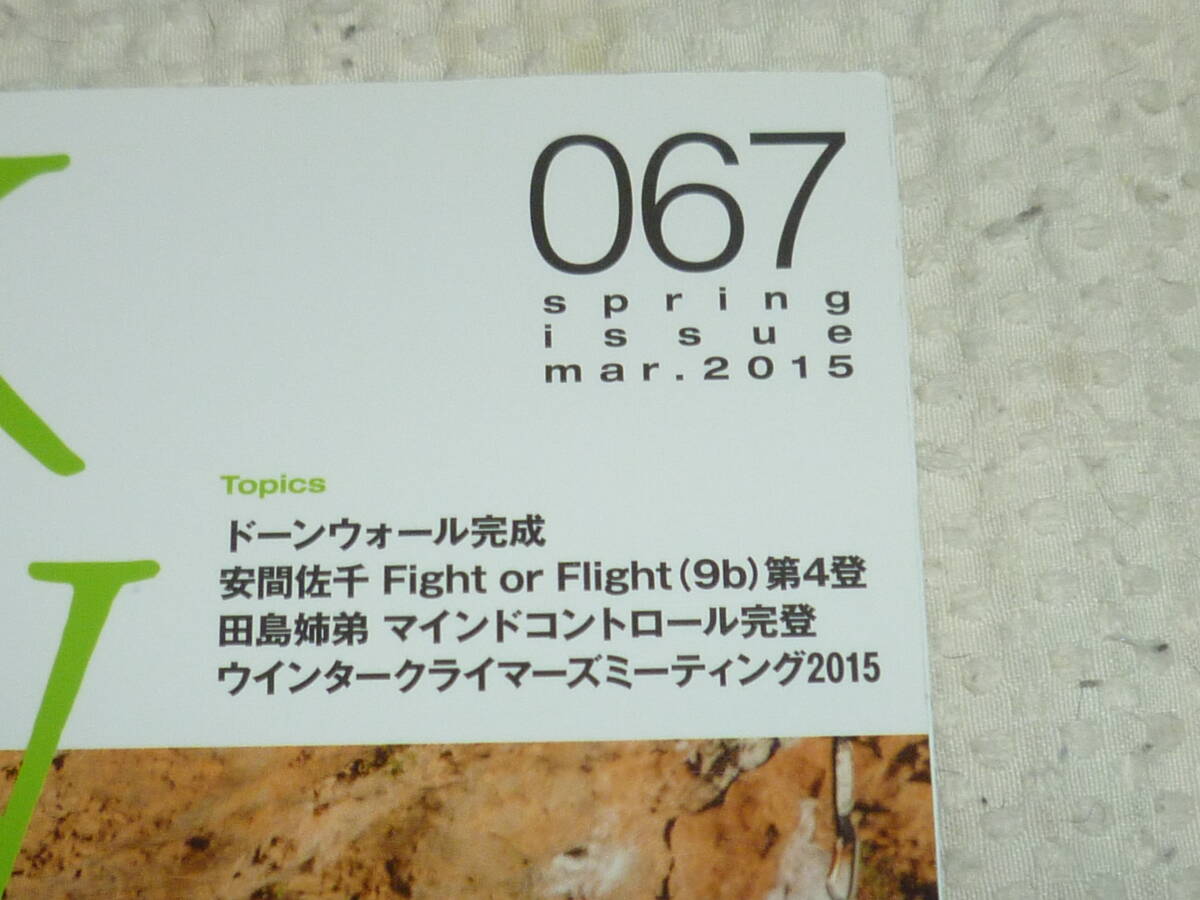 067
spring
issue
mar.2015
Topics
ドーンウォール完成
安間佐千 Fight or Flight(9b)第4登
田島姉弟 マインドコントロール完登
ウインタークライマーズミーティング2015